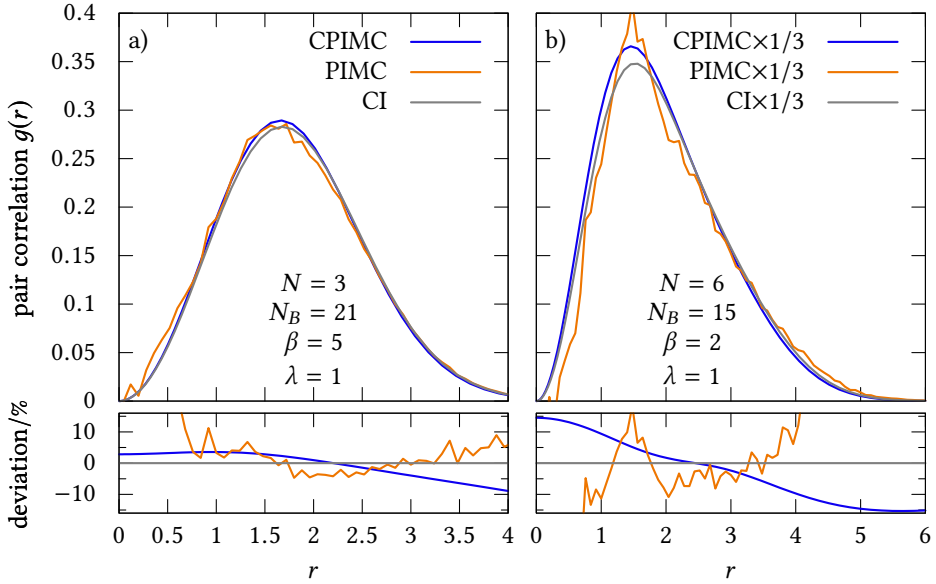 pair correlation g(r)
0.4
0.35
0.3
0.25
0.2
0.15
0.1
0.05
0
a)
CPIMC
PIMC
CI
N = 3
N_B = 21
β = 5
λ = 1
b)
CPIMC×1/3
PIMC×1/3
CI×1/3
N = 6
N_B = 15
β = 2
λ = 1
deviation/%
10
0
−10
0 0.5 1 1.5 2 2.5 3 3.5 4
r
0 1 2 3 4 5 6
r